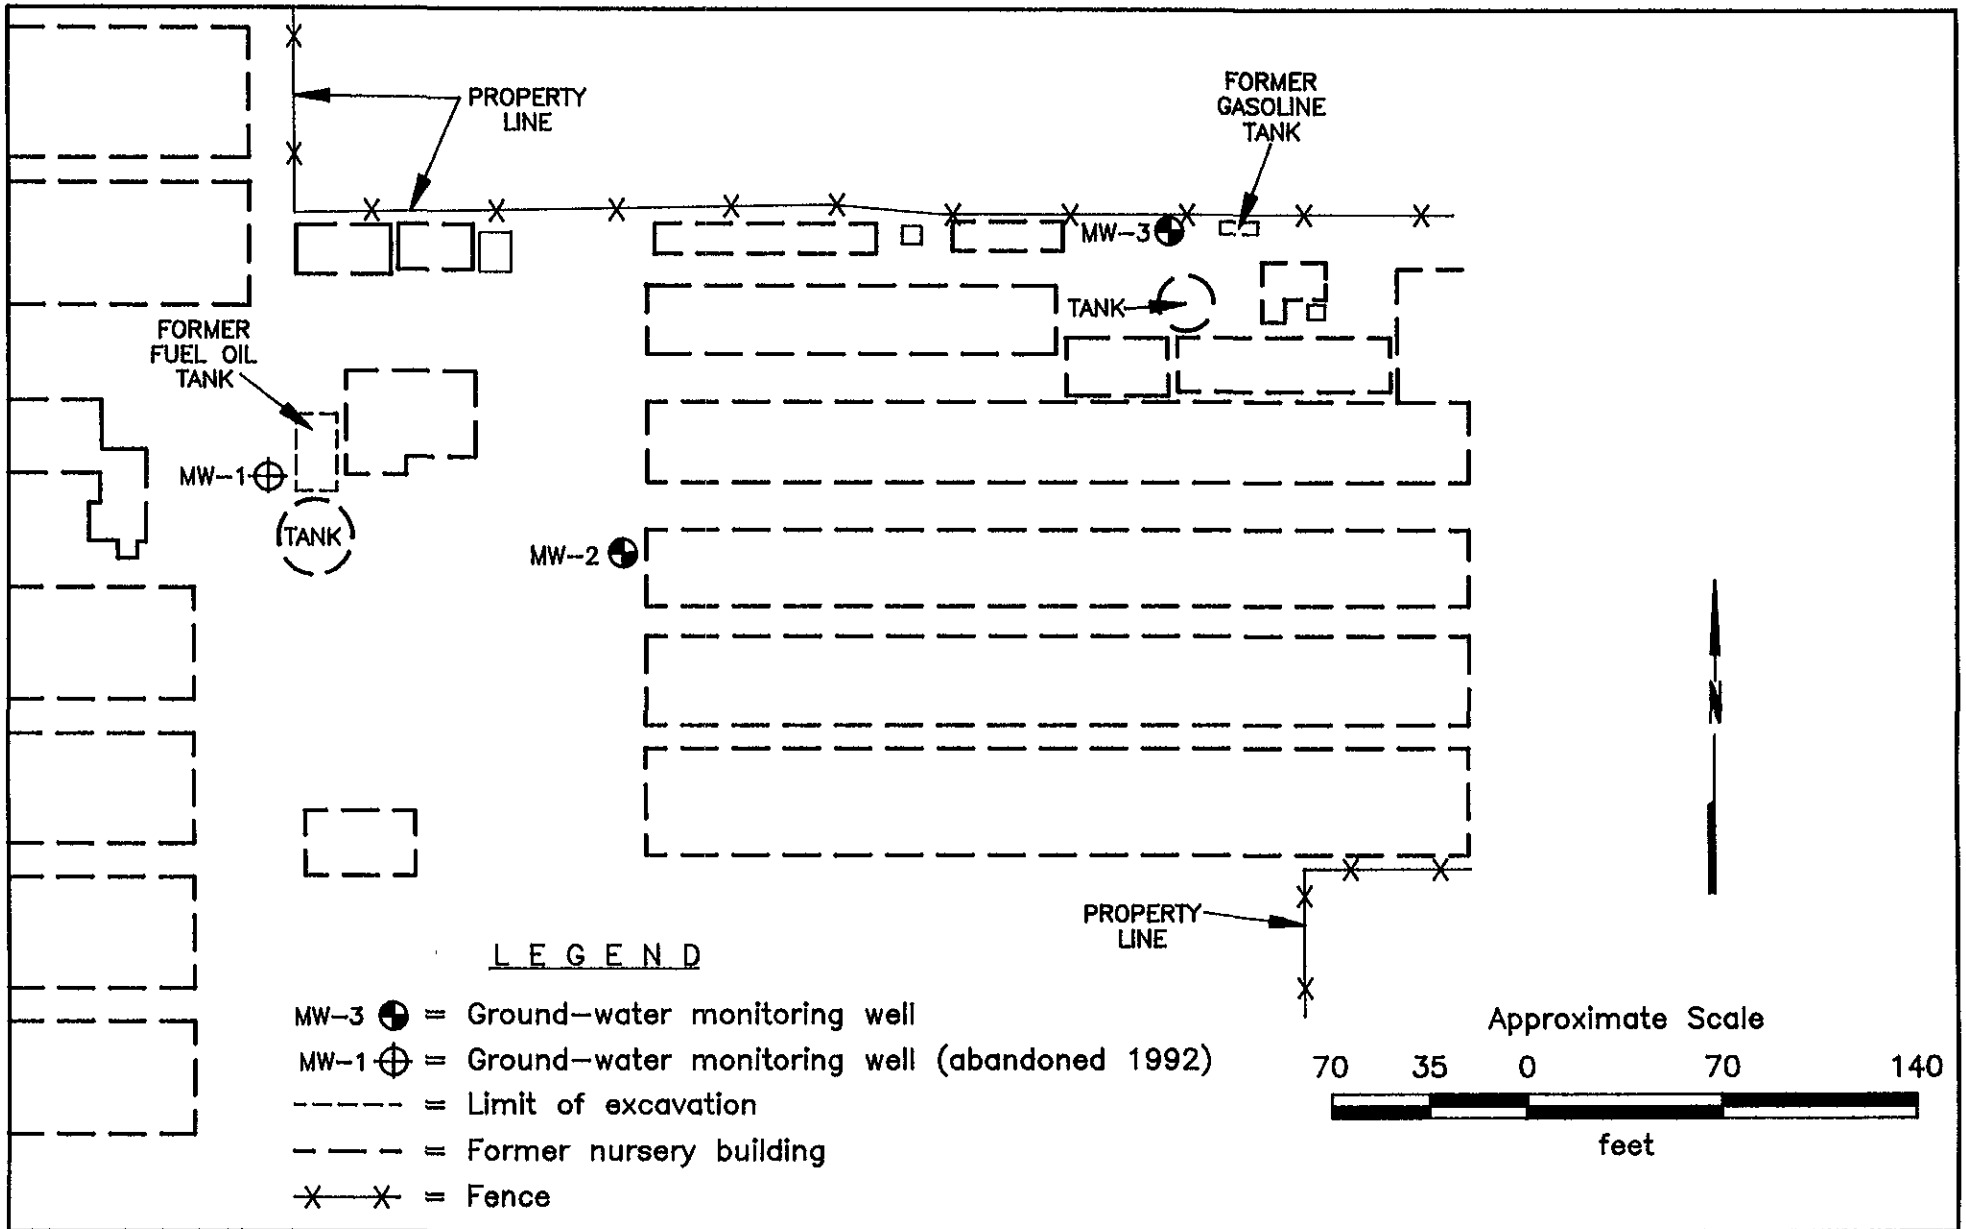 PROPERTY
LINE
FORMER
GASOLINE
TANK
MW-3
TANK
FORMER
FUEL OIL
TANK
MW-1
TANK
MW-2
N
PROPERTY
LINE
LEGEND
MW-3 = Ground-water monitoring well
MW-1 = Ground-water monitoring well (abandoned 1992)
= Limit of excavation
= Former nursery building
= Fence
Approximate Scale
70 35 0 70 140
feet